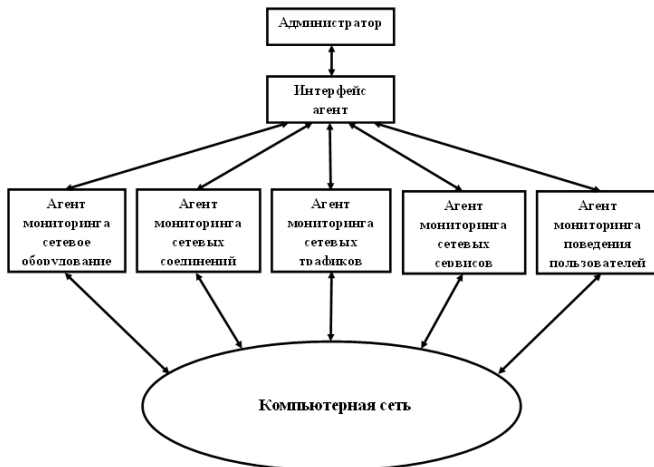 Администратор
Интерфейс
агент
Агент
мониторинга
сетевое
оборудование
Агент
мониторинга
сетевых
соединений
Агент
мониторинга
сетевых
трафиков
Агент
мониторинга
сетевых
сервисов
Агент
мониторинга
поведения
пользователей
Компьютерная сеть